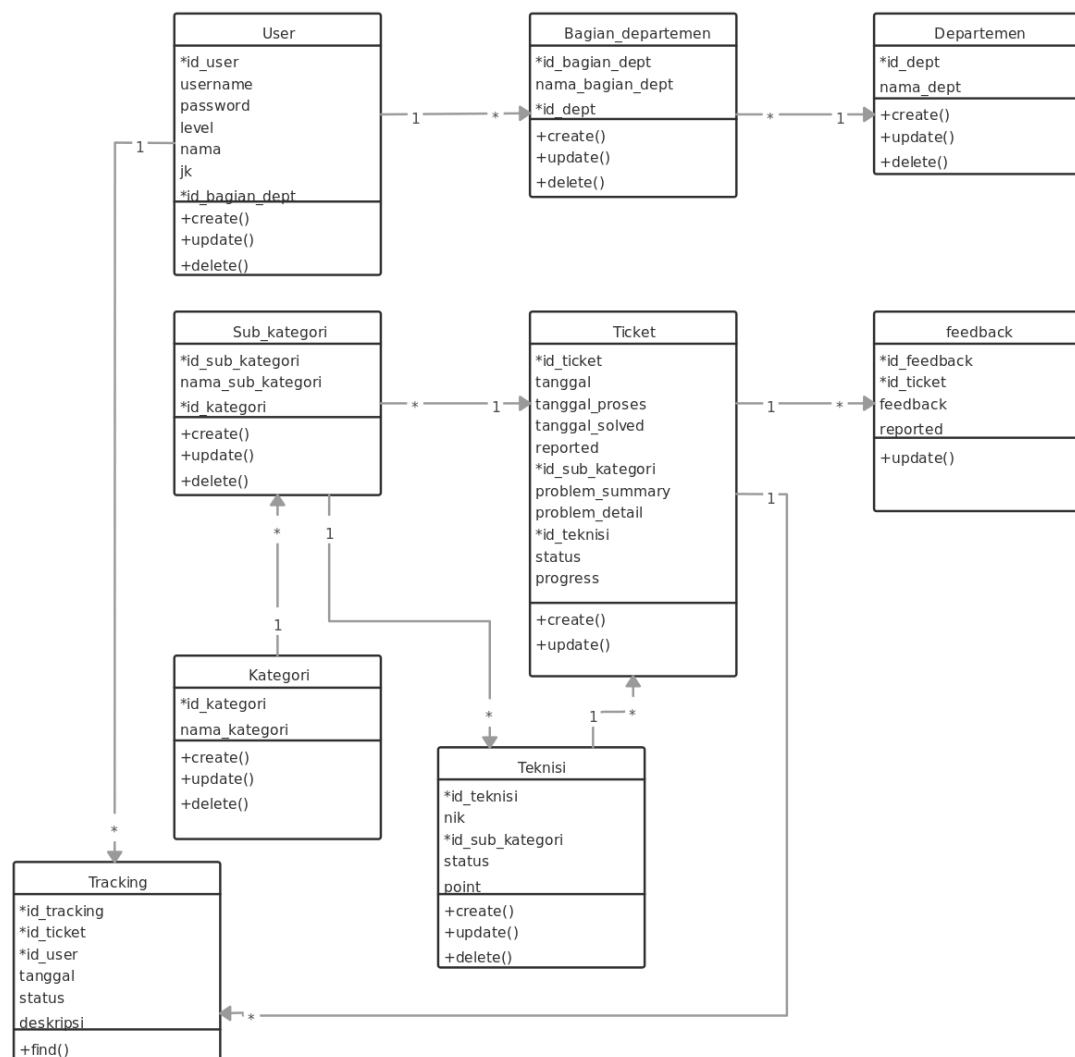 User
*id_user
username
password
level
nama
jk
*id_bagian_dept
+create()
+update()
+delete()
1
*
Bagian_departemen
*id_bagian_dept
nama_bagian_dept
*id_dept
+create()
+update()
+delete()
*
1
Departemen
*id_dept
nama_dept
+create()
+update()
+delete()
1
Sub_kategori
*id_sub_kategori
nama_sub_kategori
*id_kategori
+create()
+update()
+delete()
*
1
Ticket
*id_ticket
tanggal
tanggal_proses
tanggal_solved
reported
*id_sub_kategori
problem_summary
problem_detail
*id_teknisi
status
progress
+create()
+update()
1
*
feedback
*id_feedback
*id_ticket
feedback
reported
+update()
1
*
1
1
Kategori
*id_kategori
nama_kategori
+create()
+update()
+delete()
*
1
*
Teknisi
*id_teknisi
nik
*id_sub_kategori
status
point
+create()
+update()
+delete()
*
Tracking
*id_tracking
*id_ticket
*id_user
tanggal
status
deskripsi
+find()
*